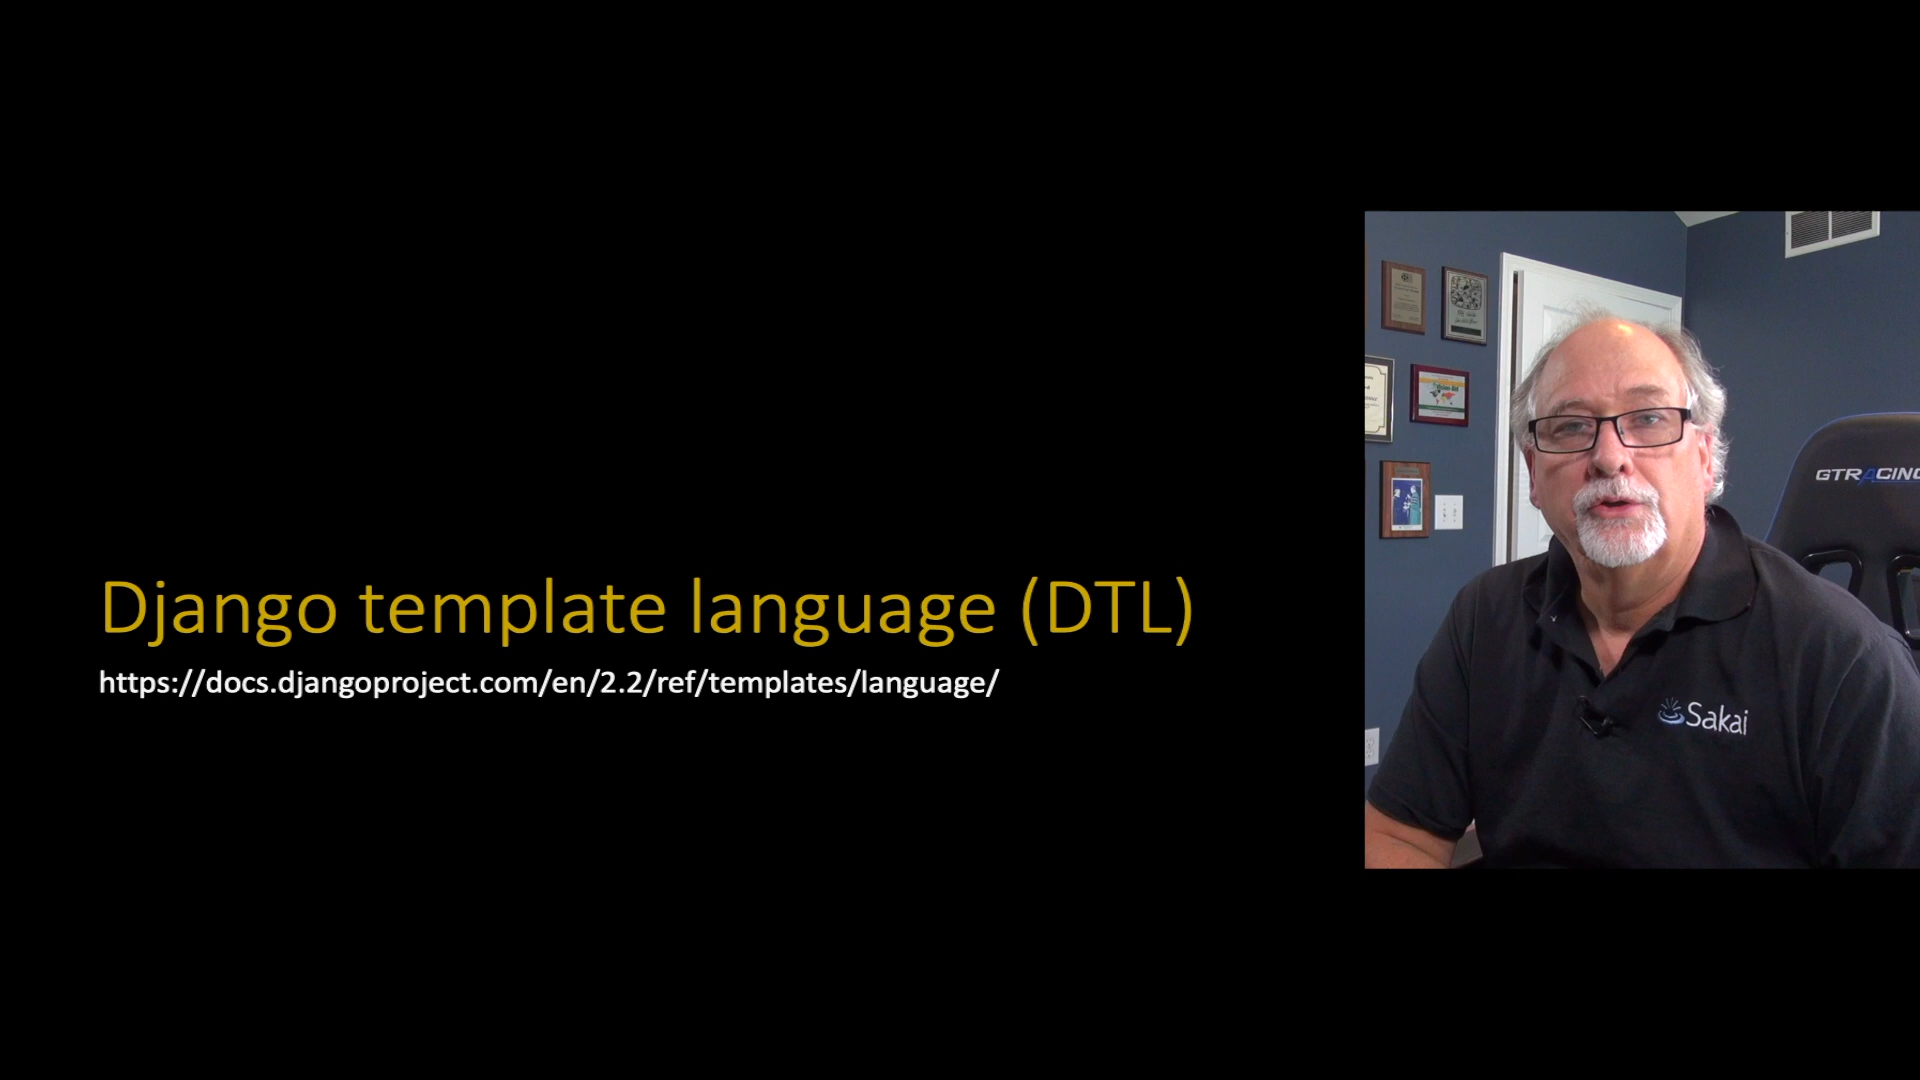 Django template language (DTL)
https://docs.djangoproject.com/en/2.2/ref/templates/language/
GTRACING
Sakai